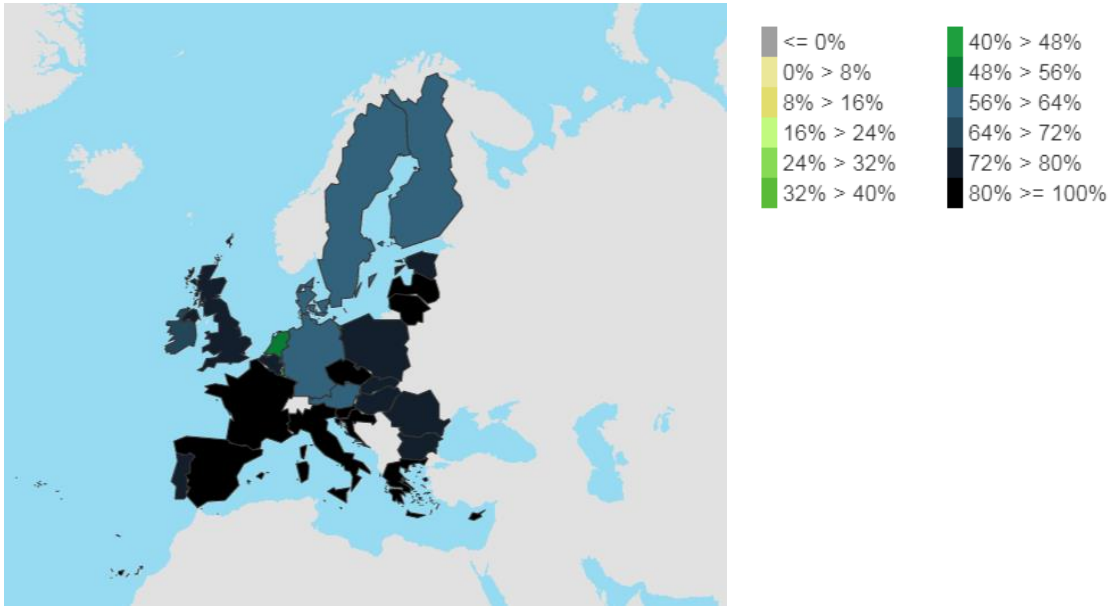 <= 0%
0% > 8%
8% > 16%
16% > 24%
24% > 32%
32% > 40%
40% > 48%
48% > 56%
56% > 64%
64% > 72%
72% > 80%
80% >= 100%